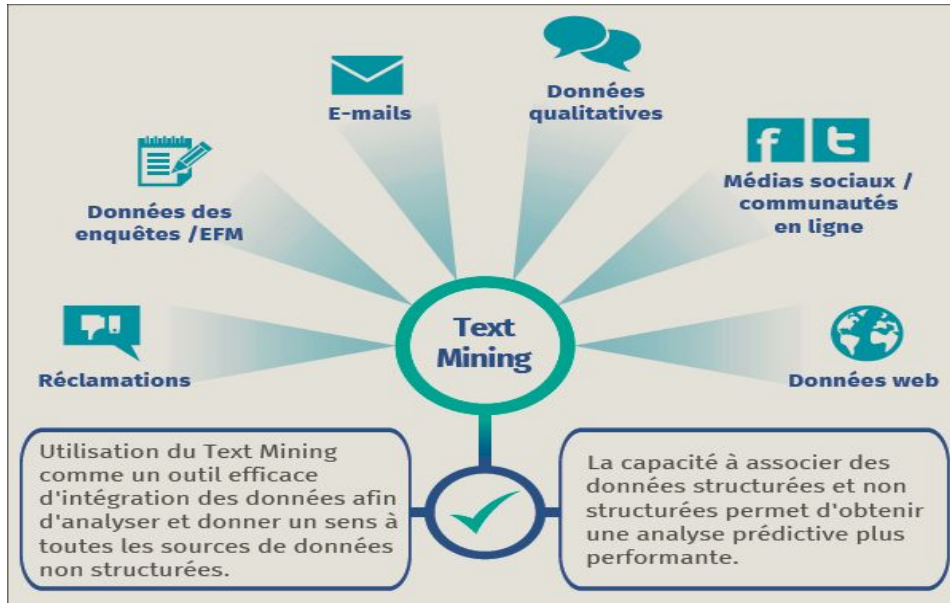 E-mails
Données
qualitatives
Données des
enquêtes /EFM
f t
Médias sociaux /
communautés
en ligne
Réclamations
Text
Mining
Données web
Utilisation du Text Mining
comme un outil efficace
d'intégration des données afin
d'analyser et donner un sens à
toutes les sources de données
non structurées.
La capacité à associer des
données structurées et non
structurées permet d'obtenir
une analyse prédictive plus
performante.